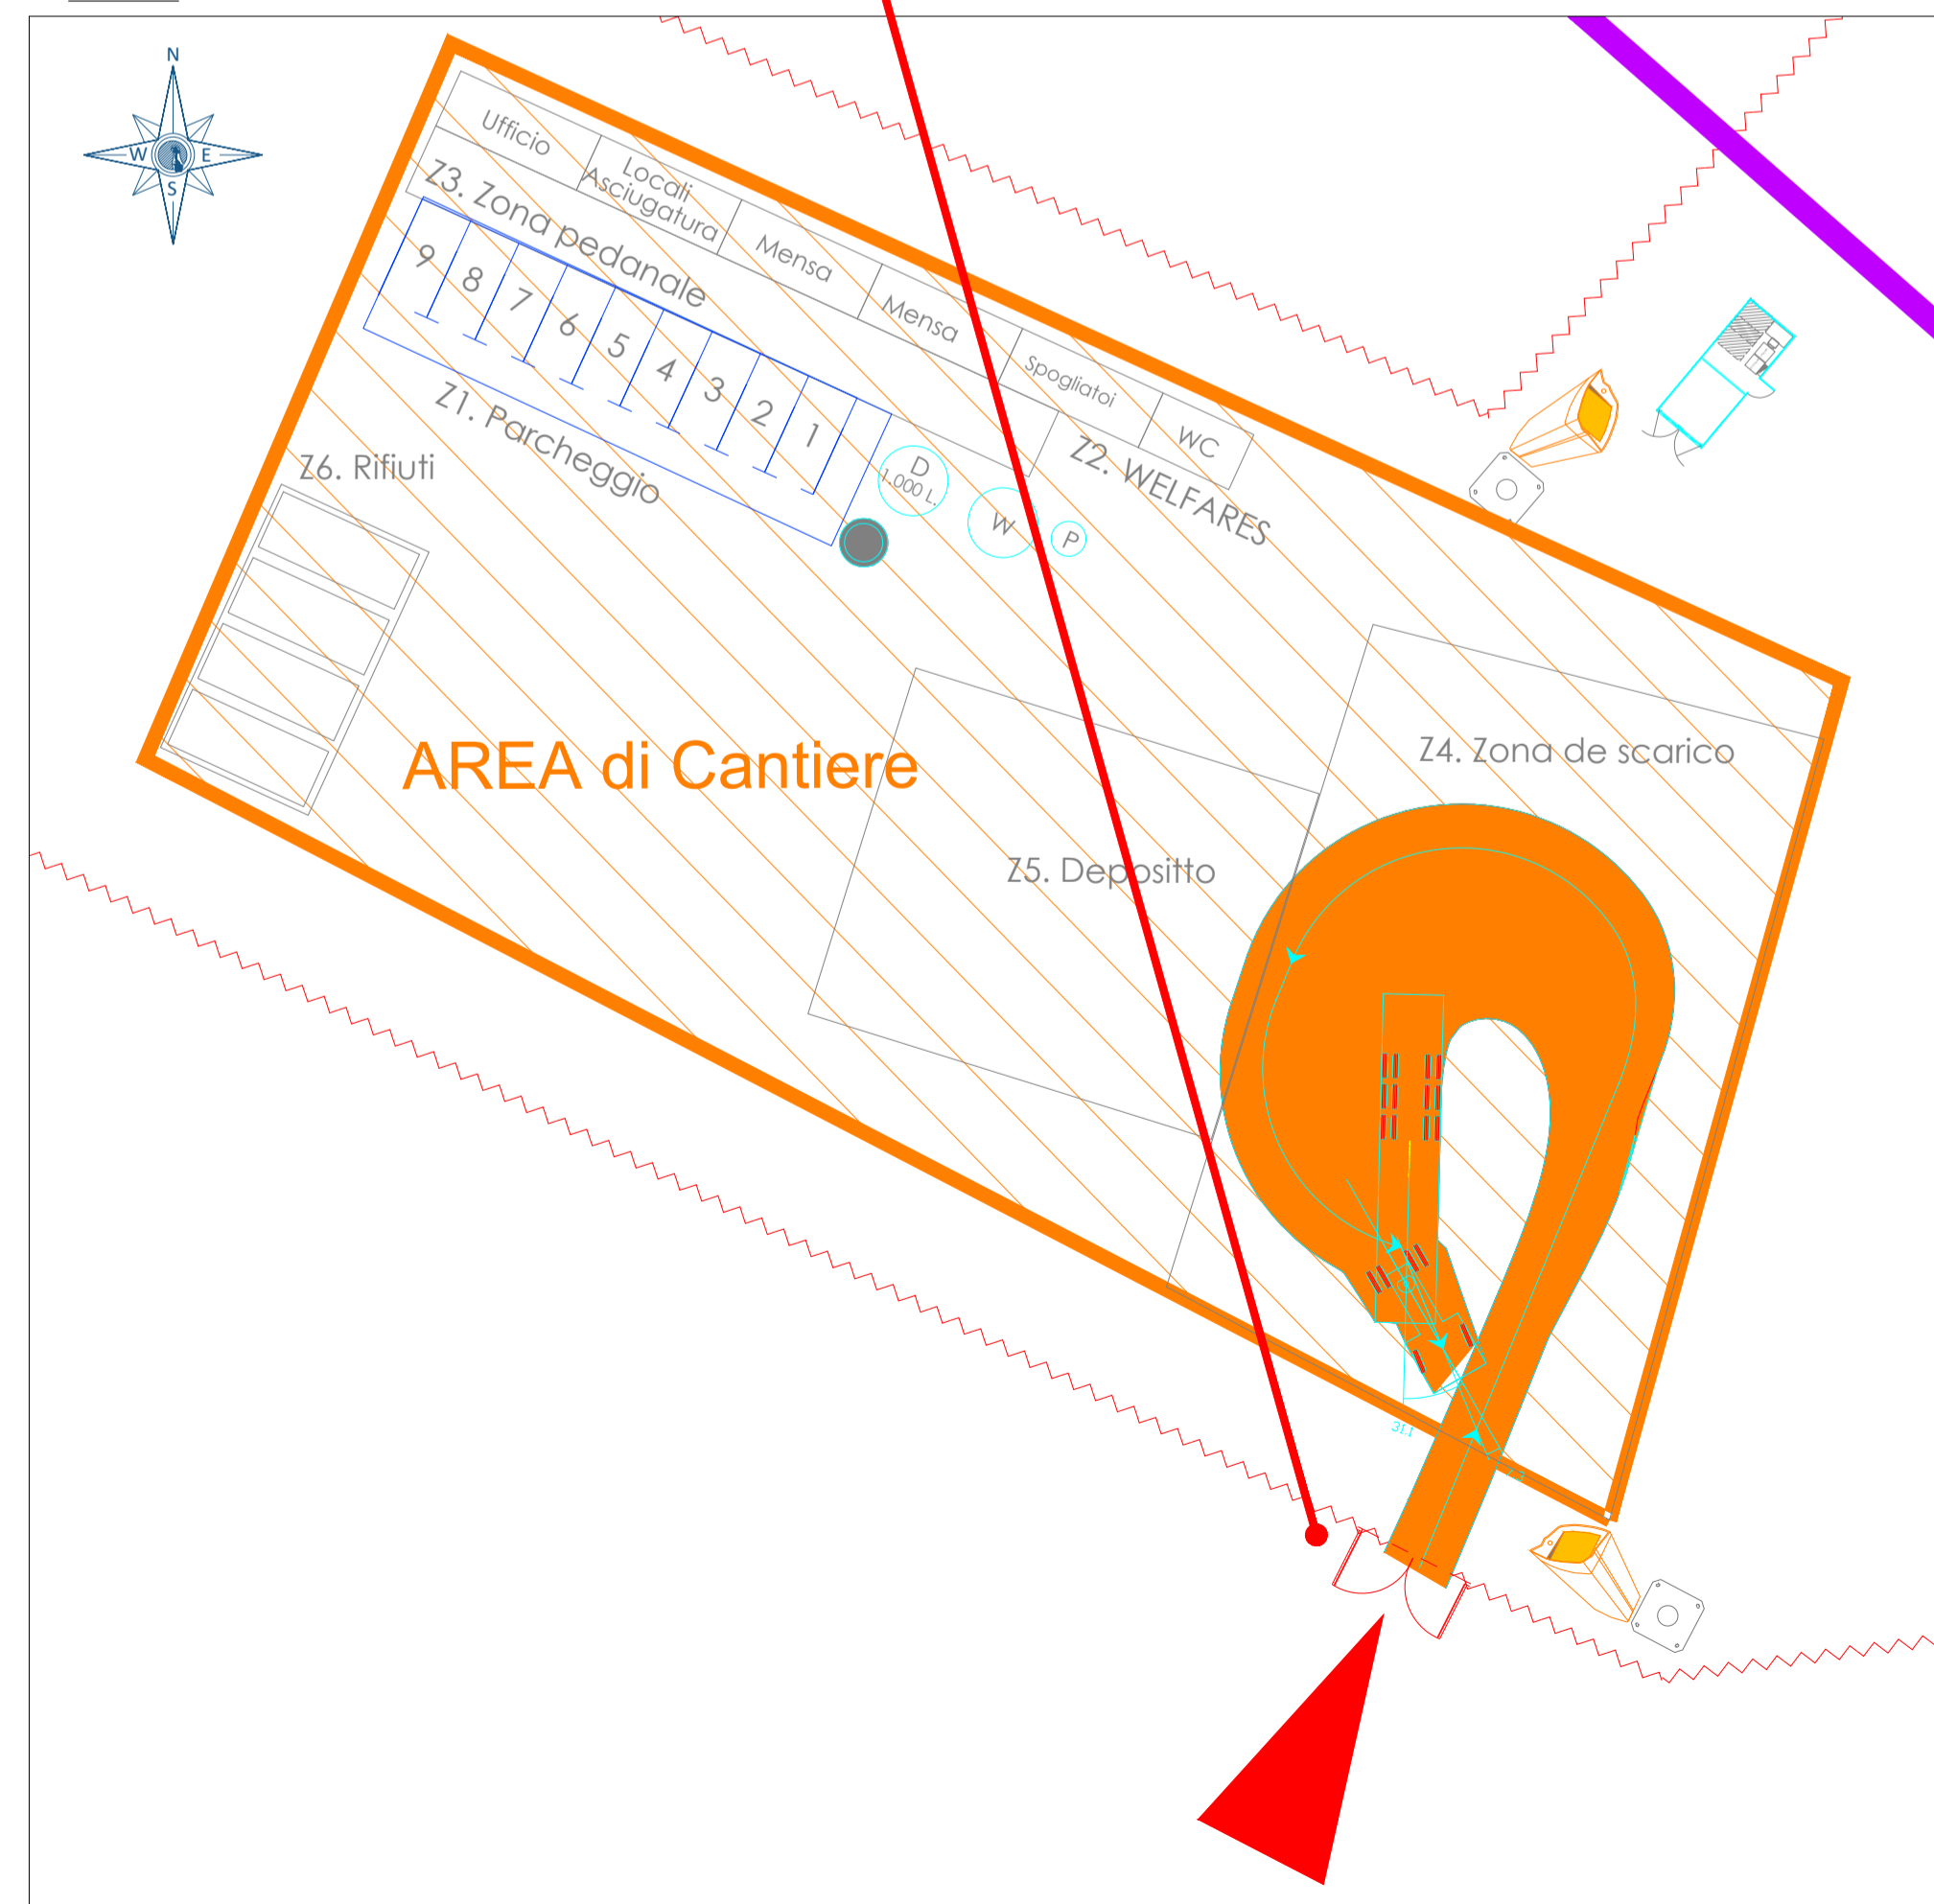 N
W
E
S
Ufficio
Locali
Asciugatura
Mensa
Mensa
Spogliatoi
WC
Z3. Zona pedanale
Z2. WELFARES
9
8
7
6
5
4
3
2
1
Z1. Parcheggio
D
1.000 L.
W
P
Z6. Rifiuti
AREA di Cantiere
Z4. Zona de scarico
Z5. Depositto